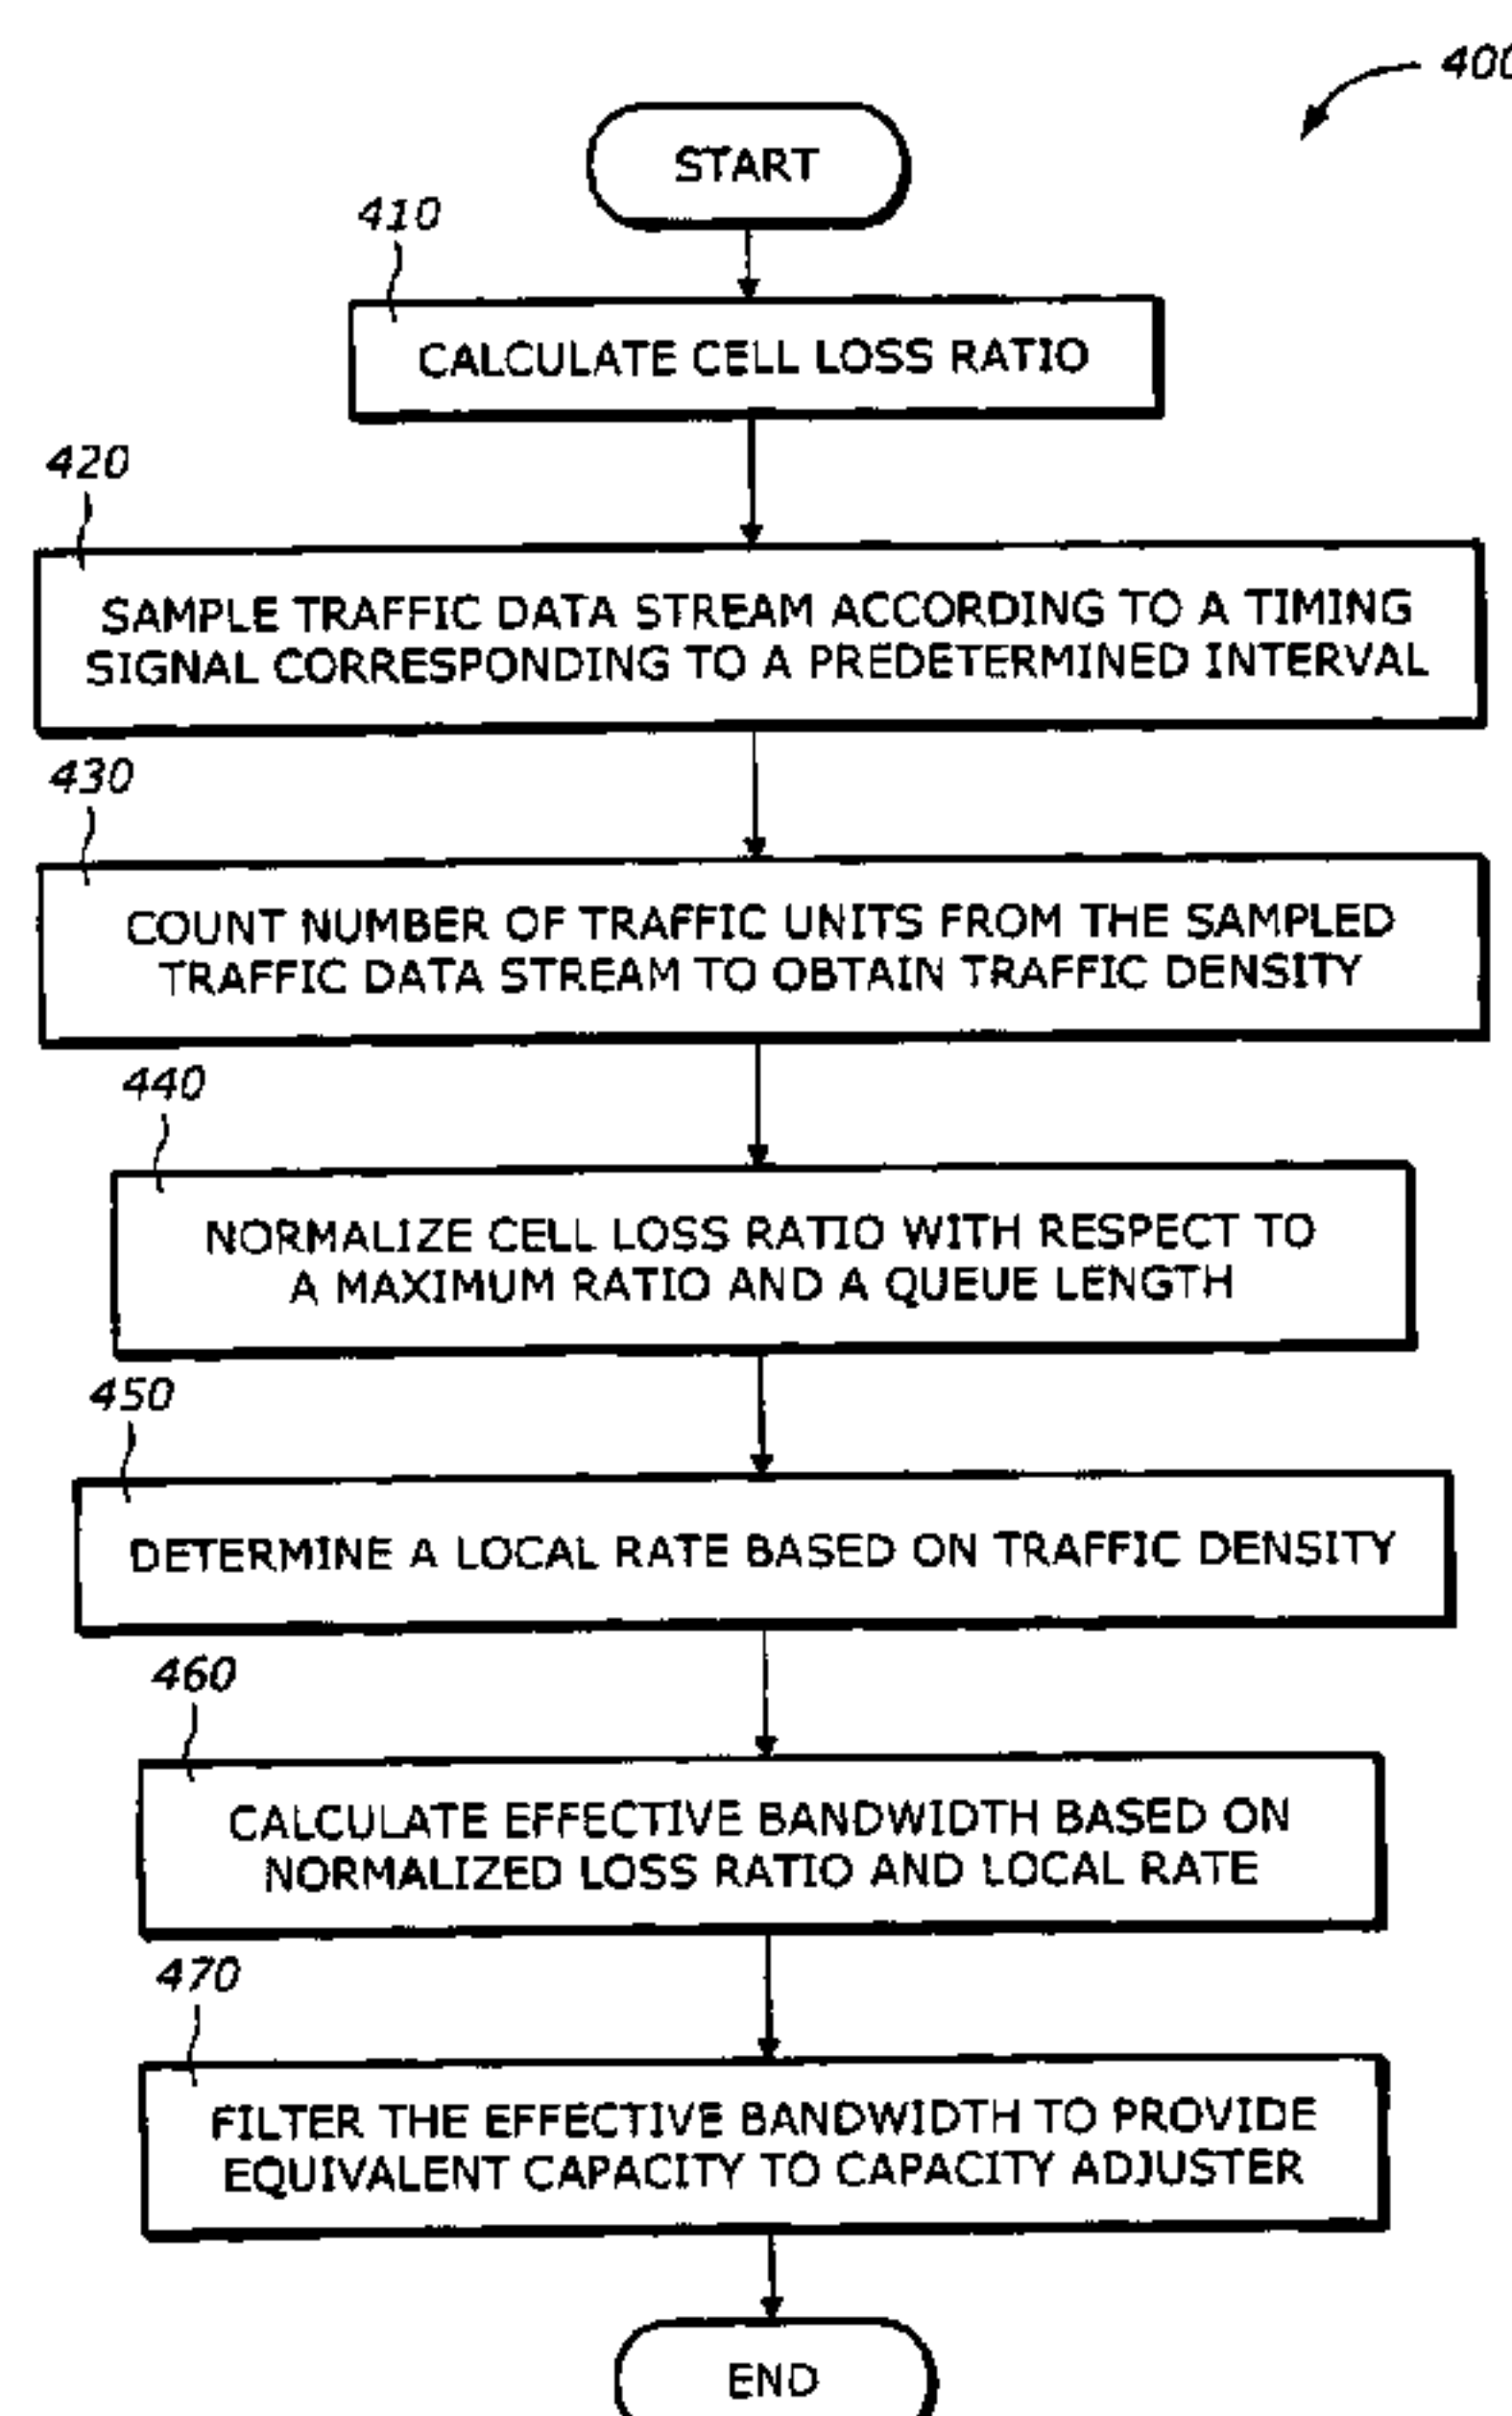 400
START
410
CALCULATE CELL LOSS RATIO
420
SAMPLE TRAFFIC DATA STREAM ACCORDING TO A TIMING
SIGNAL CORRESPONDING TO A PREDETERMINED INTERVAL
430
COUNT NUMBER OF TRAFFIC UNITS FROM THE SAMPLED
TRAFFIC DATA STREAM TO OBTAIN TRAFFIC DENSITY
440
NORMALIZE CELL LOSS RATIO WITH RESPECT TO
A MAXIMUM RATIO AND A QUEUE LENGTH
450
DETERMINE A LOCAL RATE BASED ON TRAFFIC DENSITY
460
CALCULATE EFFECTIVE BANDWIDTH BASED ON
NORMALIZED LOSS RATIO AND LOCAL RATE
470
FILTER THE EFFECTIVE BANDWIDTH TO PROVIDE
EQUIVALENT CAPACITY TO CAPACITY ADJUSTER
END